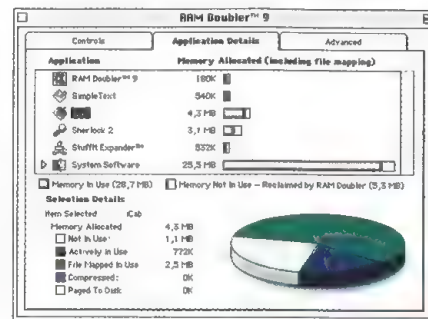 RAM Doubler™ 9
Controls
Application Details
Advanced
Application Memory Allocated (including file mapping)
RAM Doubler™ 9 180K
SimpleText 540K
4,3 MB
Sherlock 2 3,1 MB
StuffIt Expander™ 832K
System Software 25,5 MB
Memory In Use (28,7 MB) Memory Not In Use – Reclaimed by RAM Doubler (5,3 MB)
Selection Details
Item Selected iCab
Memory Allocated 4,3 MB
Not In Use: 1,1 MB
Actively In Use 772K
File Mapped In Use 2,5 MB
Compressed: 0K
Paged To Disk: 0K